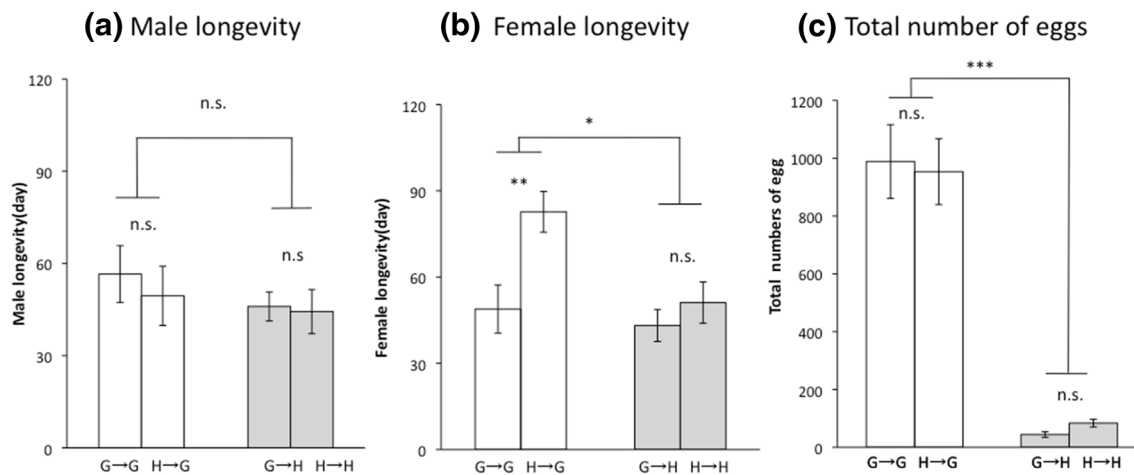 (a) Male longevity
120
90
60
30
0
Male longevity(day)
n.s.
n.s.
n.s
G→G H→G G→H H→H
(b) Female longevity
120
90
60
30
0
Female longevity(day)
*
**
n.s.
G→G H→G G→H H→H
(c) Total number of eggs
1200
1000
800
600
400
200
0
Total numbers of egg
***
n.s.
n.s.
G→G H→G G→H H→H